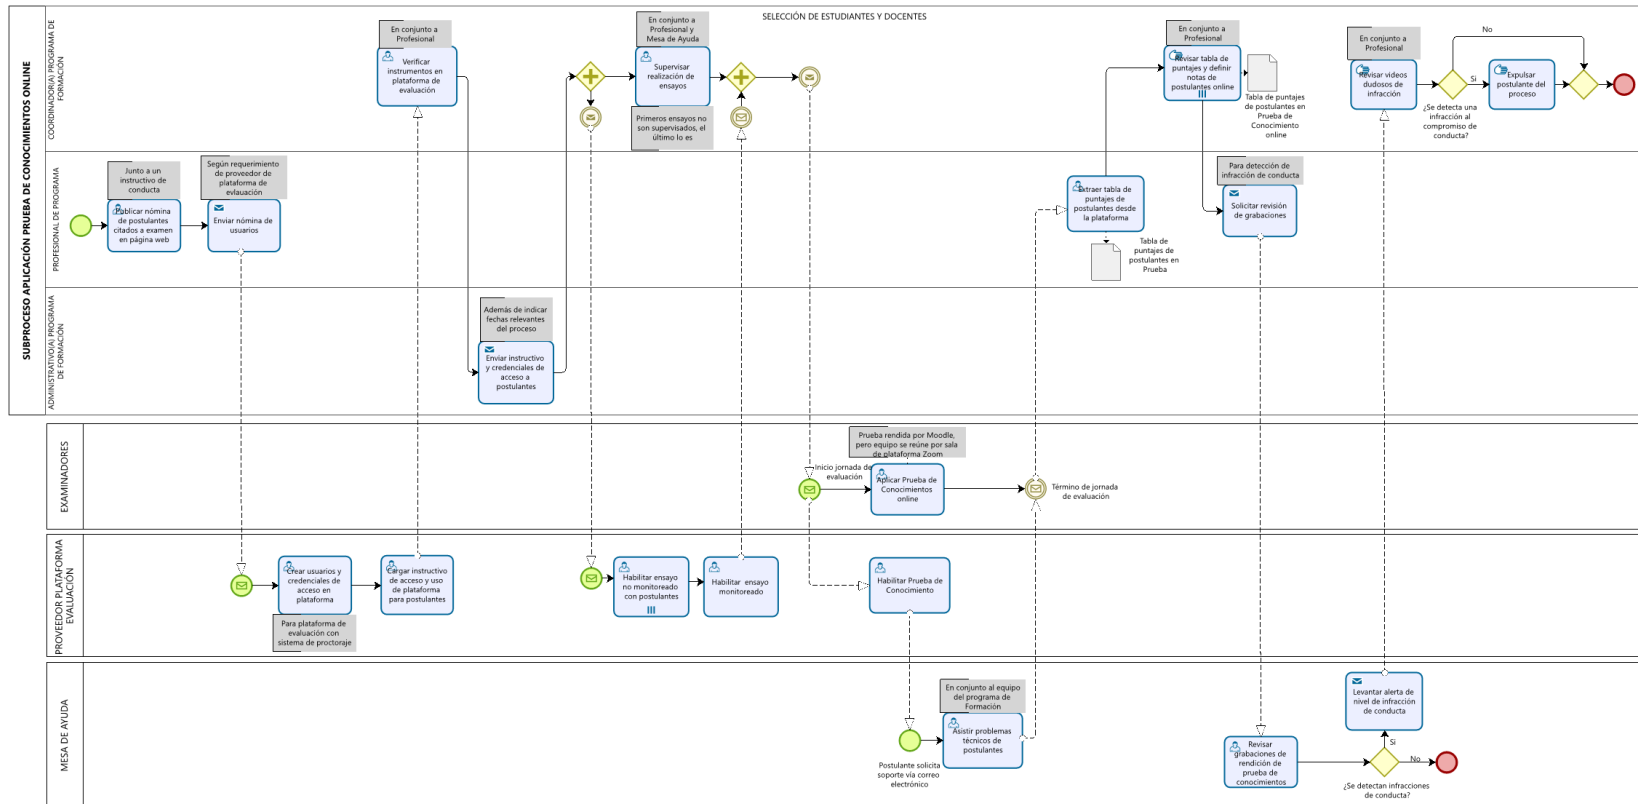 SELECCIÓN DE ESTUDIANTES Y DOCENTES
SUBPROCESO APLICACIÓN PRUEBA DE CONOCIMIENTOS ONLINE
COORDINADOR(A) PROGRAMA DE
FORMACIÓN
En conjunto a
Profesional
Verificar
instrumentos en
plataforma de
evaluación
En conjunto a
Profesional y
Mesa de Ayuda
Supervisar
realización de
ensayos
Primeros ensayos no
son supervisados, el
último lo es
En conjunto a
Profesional
Revisar tabla de
puntajes y definir
notas de
postulantes online
Tabla de puntajes
de postulantes en
Prueba de
Conocimiento
online
En conjunto a
Profesional
Revisar videos
dudosos de
infracción
¿Se detecta una
infracción al
compromiso de
conducta?
No
Si
Expulsar
postulante del
proceso
PROFESIONAL DE PROGRAMA
Junto a un
instructivo de
conducta
Publicar nómina
de postulantes
citados a examen
en página web
Según requerimiento
de proveedor de
plataforma de
evlauación
Enviar nómina de
usuarios
Extraer tabla de
puntajes de
postulantes desde
la plataforma
Tabla de
puntajes de
postulantes en
Prueba
Para detección de
infracción de conducta
Solicitar revisión
de grabaciones
ADMINISTRATIVO(A) PROGRAMA
DE FORMACIÓN
Además de indicar
fechas relevantes
del proceso
Enviar instructivo
y credenciales de
acceso a
postulantes
EXAMINADORES
Inicio jornada de
evaluación
Prueba rendida por Moodle,
pero equipo se reúne por sala
de plataforma Zoom
Aplicar Prueba de
Conocimientos
online
Término de jornada
de evaluación
PROVEEDOR PLATAFORMA
EVALUACIÓN
Crear usuarios y
credenciales de
acceso en
plataforma
Para plataforma de
evaluación con
sistema de proctoraje
Cargar instructivo
de acceso y uso
de plataforma
para postulantes
Habilitar ensayo
no monitoreado
con postulantes
Habilitar ensayo
monitoreado
Habilitar Prueba de
Conocimiento
MESA DE AYUDA
Postulante solicita
soporte vía correo
electrónico
En conjunto al equipo
del programa de
Formación
Asistir problemas
técnicos de
postulantes
Revisar
grabaciones de
rendición de
prueba de
conocimientos
Levantar alerta de
nivel de infracción
de conducta
Si
No
¿Se detectan infracciones
de conducta?